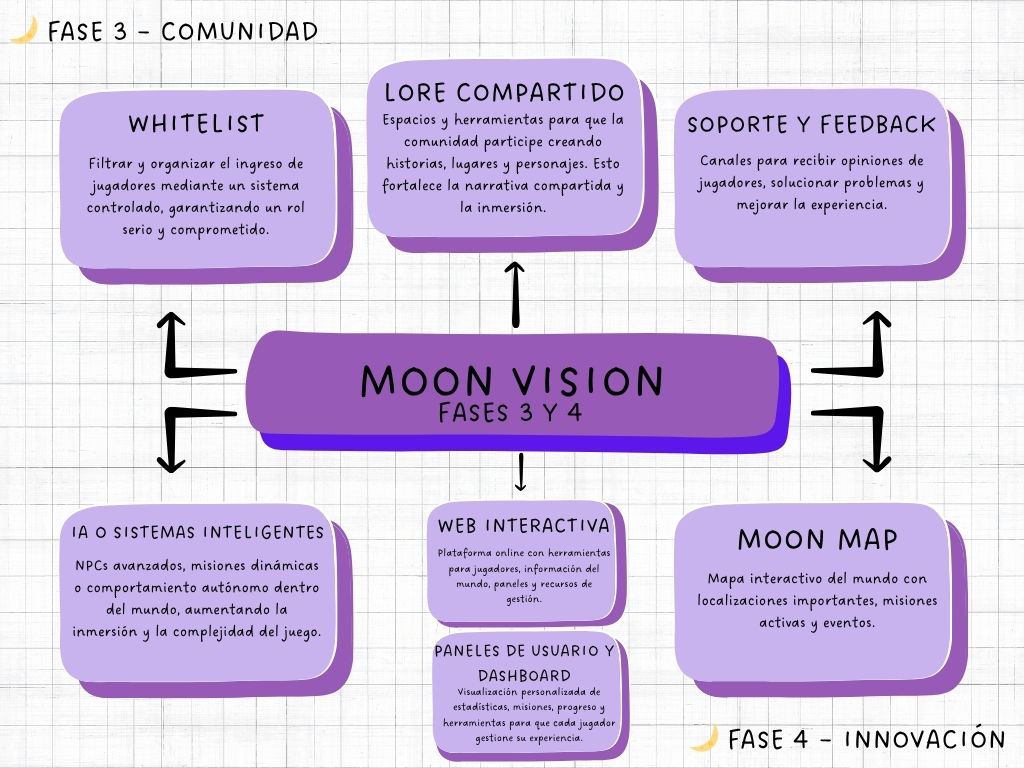 FASE 3 - COMUNIDAD
WHITELIST
Filtrar y organizar el ingreso de
jugadores mediante un sistema
controlado, garantizando un rol
serio y comprometido.
LORE COMPARTIDO
Espacios y herramientas para que la
comunidad participe creando
historias, lugares y personajes. Esto
fortalece la narrativa compartida y
la inmersión.
SOPORTE Y FEEDBACK
Canales para recibir opiniones de
jugadores, solucionar problemas y
mejorar la experiencia.
MOON VISION
FASES 3 Y 4
IA O SISTEMAS INTELIGENTES
NPCs avanzados, misiones dinámicas
o comportamiento autónomo dentro
del mundo, aumentando la
inmersión y la complejidad del juego.
WEB INTERACTIVA
Plataforma online con herramientas
para jugadores, información del
mundo, paneles y recursos de
gestión.
PANELES DE USUARIO Y
DASHBOARD
Visualización personalizada de
estadísticas, misiones, progreso y
herramientas para que cada jugador
gestione su experiencia.
MOON MAP
Mapa interactivo del mundo con
localizaciones importantes, misiones
activas y eventos.
FASE 4 - INNOVACIÓN